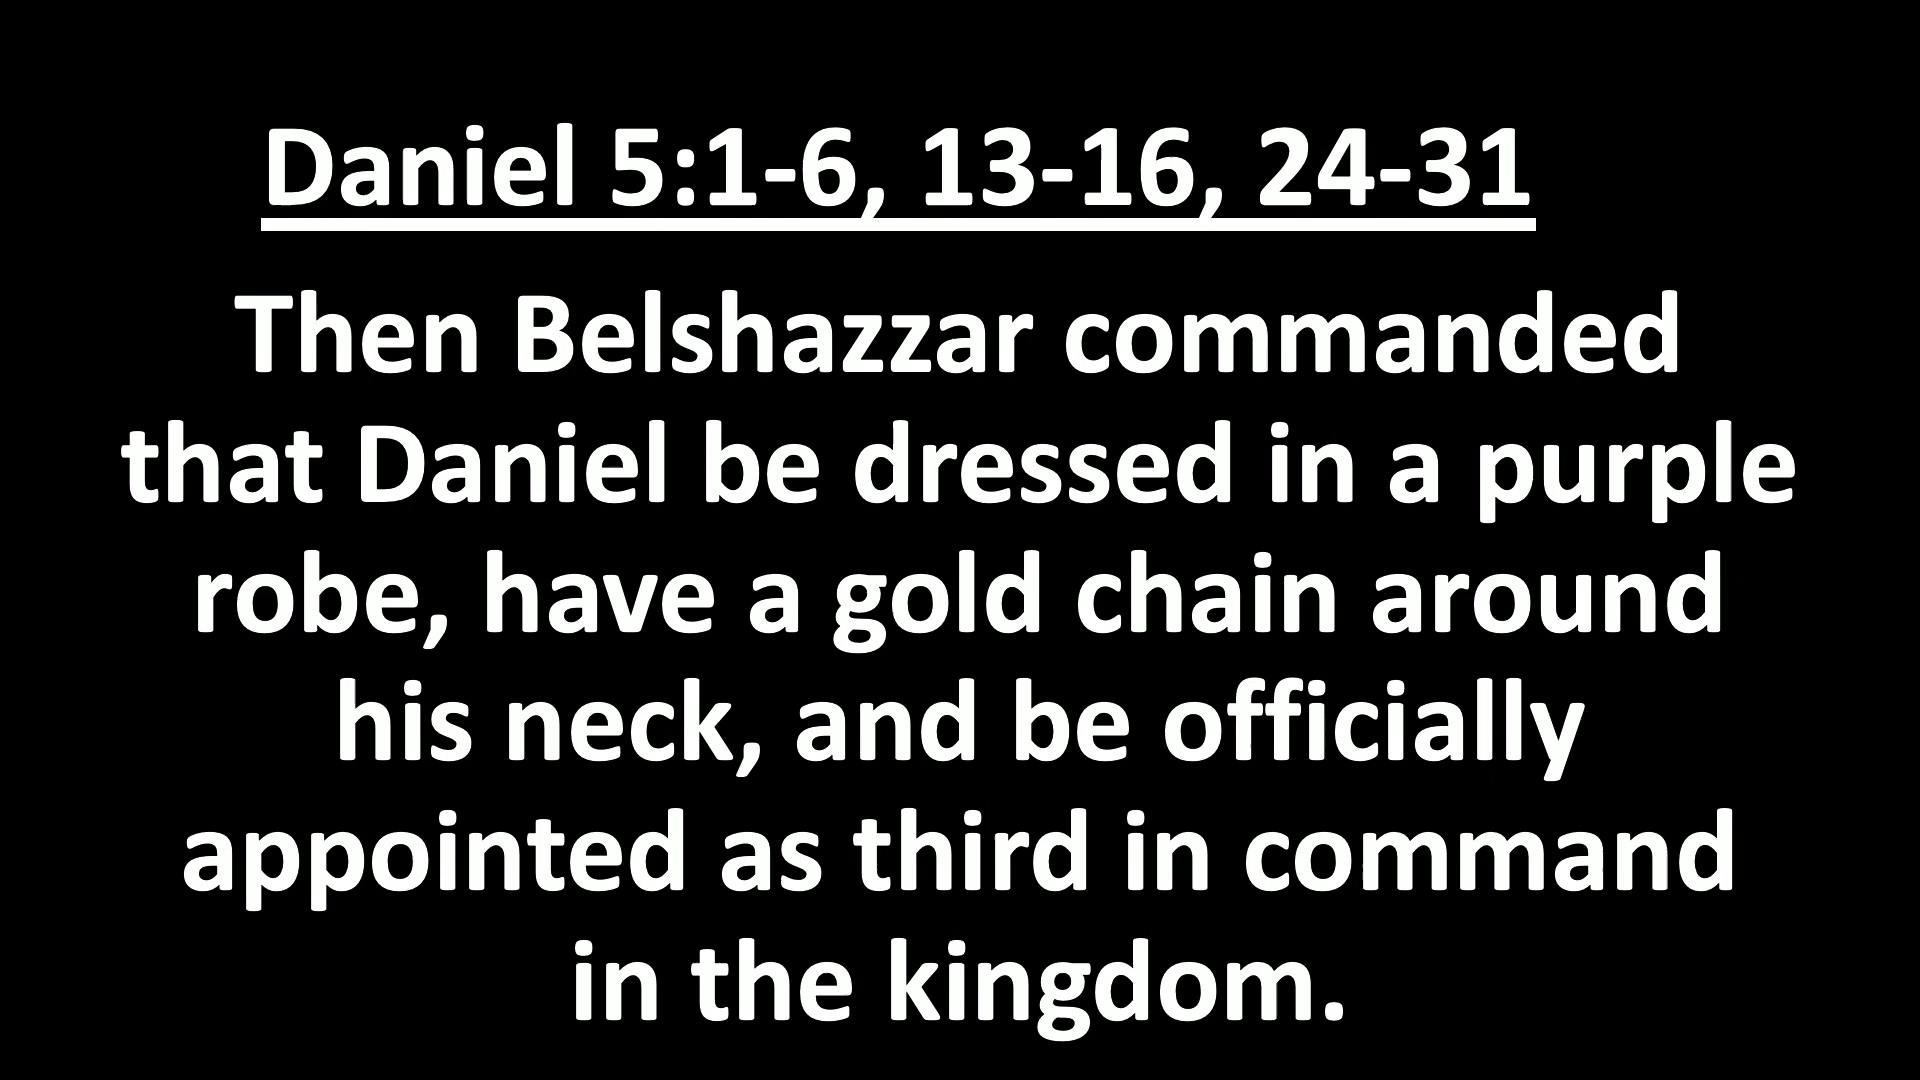 Daniel 5:1-6, 13-16, 24-31
Then Belshazzar commanded
that Daniel be dressed in a purple
robe, have a gold chain around
his neck, and be officially
appointed as third in command
in the kingdom.